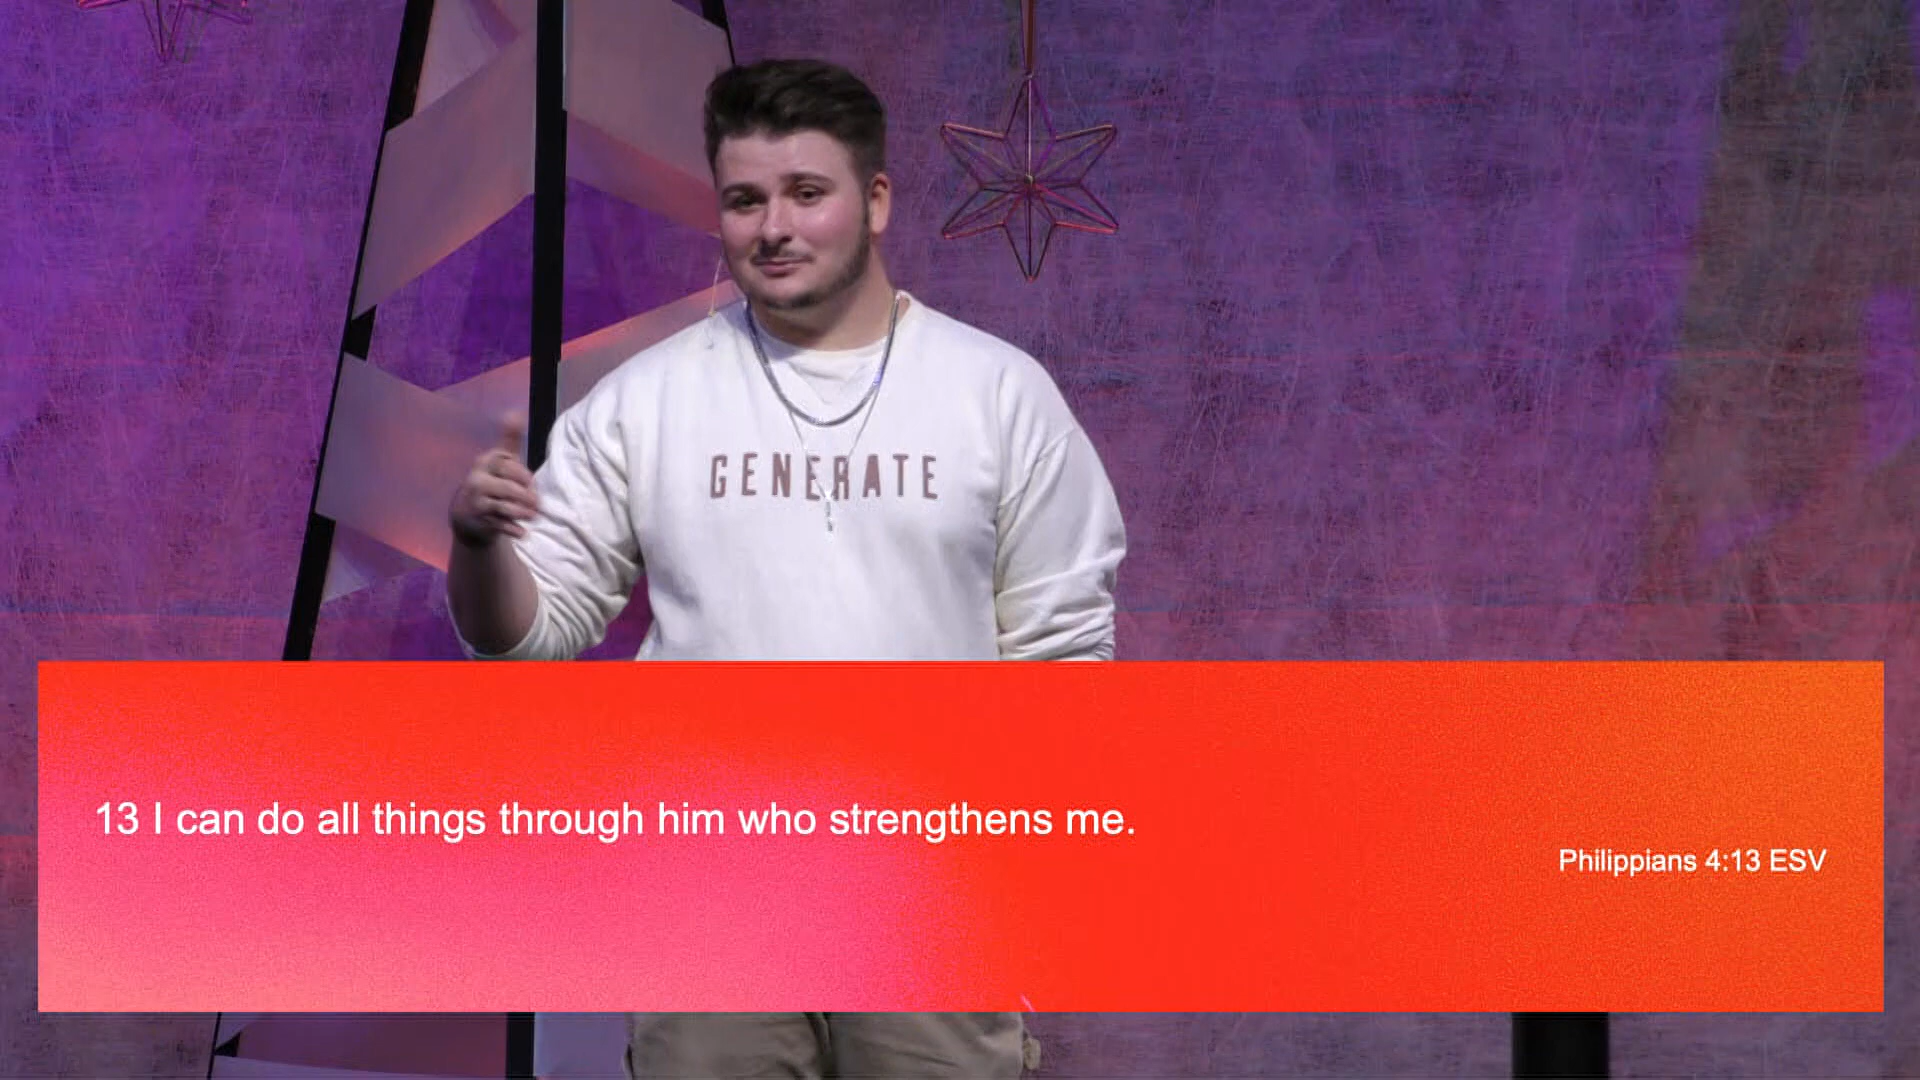 GENERATE
13 I can do all things through him who strengthens me.
Philippians 4:13 ESV